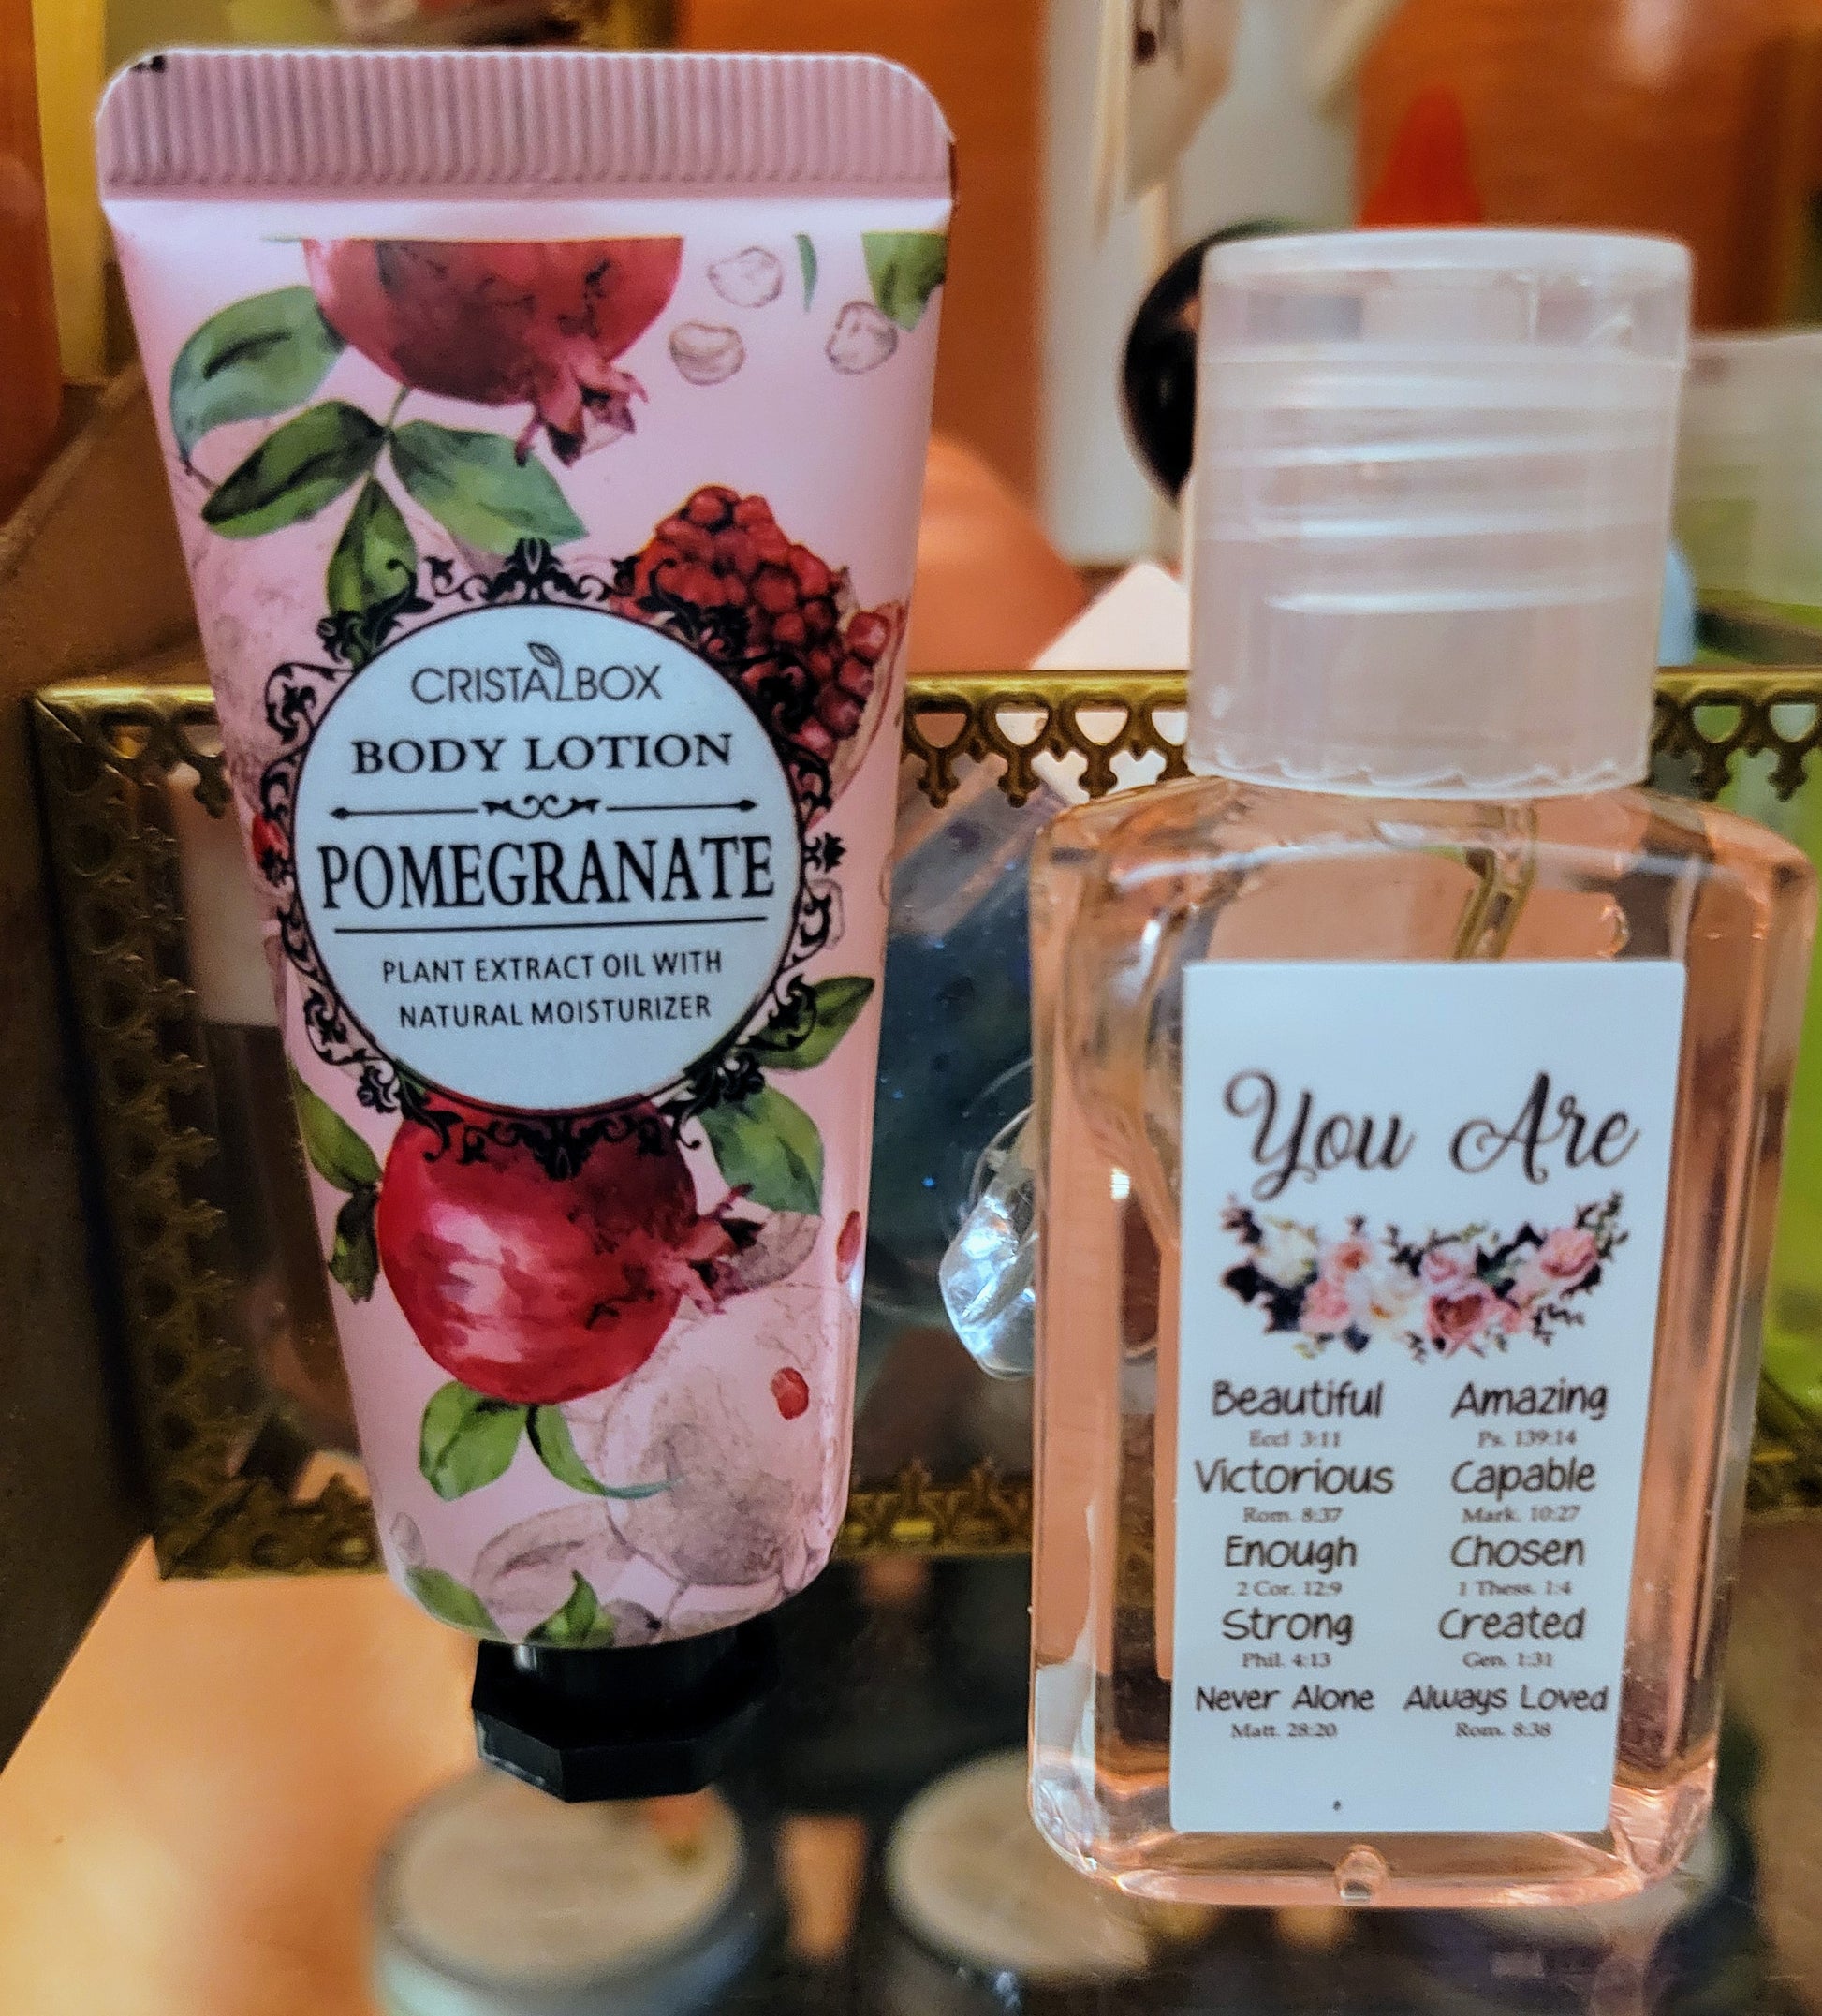 CRISTALBOX
BODY LOTION
POMEGRANATE
PLANT EXTRACT OIL WITH
NATURAL MOISTURIZER
You Are
Beautiful Amazing
Eccl 3:11 Ps. 139:14
Victorious Capable
Rom. 8:37 Mark. 10:27
Enough Chosen
2 Cor. 12:9 1 Thess. 1:4
Strong Created
Phil. 4:13 Gen. 1:31
Never Alone Always Loved
Matt. 28:20 Rom. 8:38